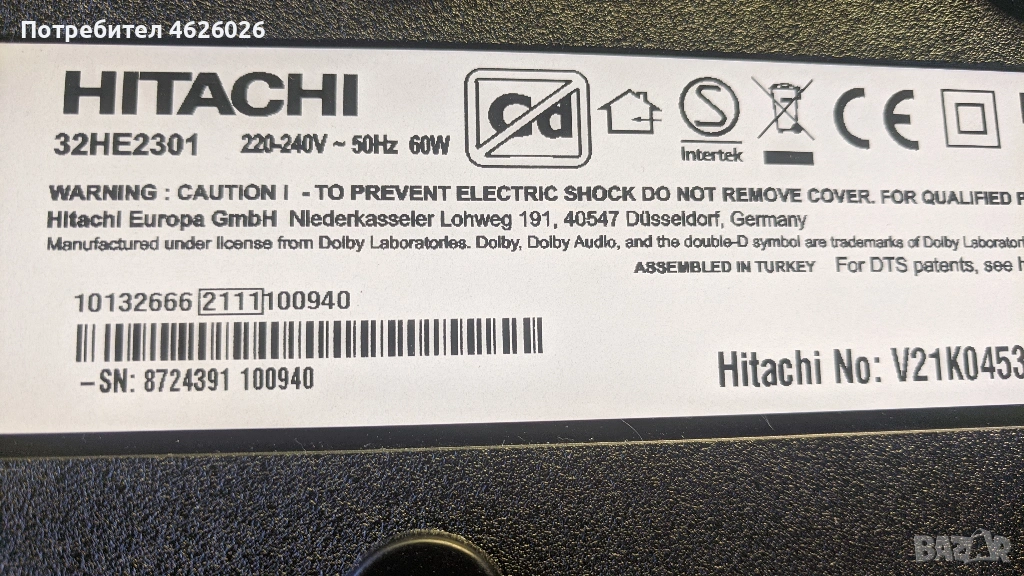 Потребител 4626026
HITACHI
32HE2301 220-240V ~ 50Hz 60W
Cd
S
Intertek
CE
WARNING : CAUTION ! - TO PREVENT ELECTRIC SHOCK DO NOT REMOVE COVER. FOR QUALIFIED
Hitachi Europa GmbH Niederkasseler Lohweg 191, 40547 Düsseldorf, Germany
Manufactured under license from Dolby Laboratories. Dolby, Dolby Audio, and the double-D symbol are trademarks of Dolby
ASSEMBLED IN TURKEY For DTS patents, see
10132666 2111 100940
-SN: 8724391 100940
Hitachi No: V21K0453
BAZAR